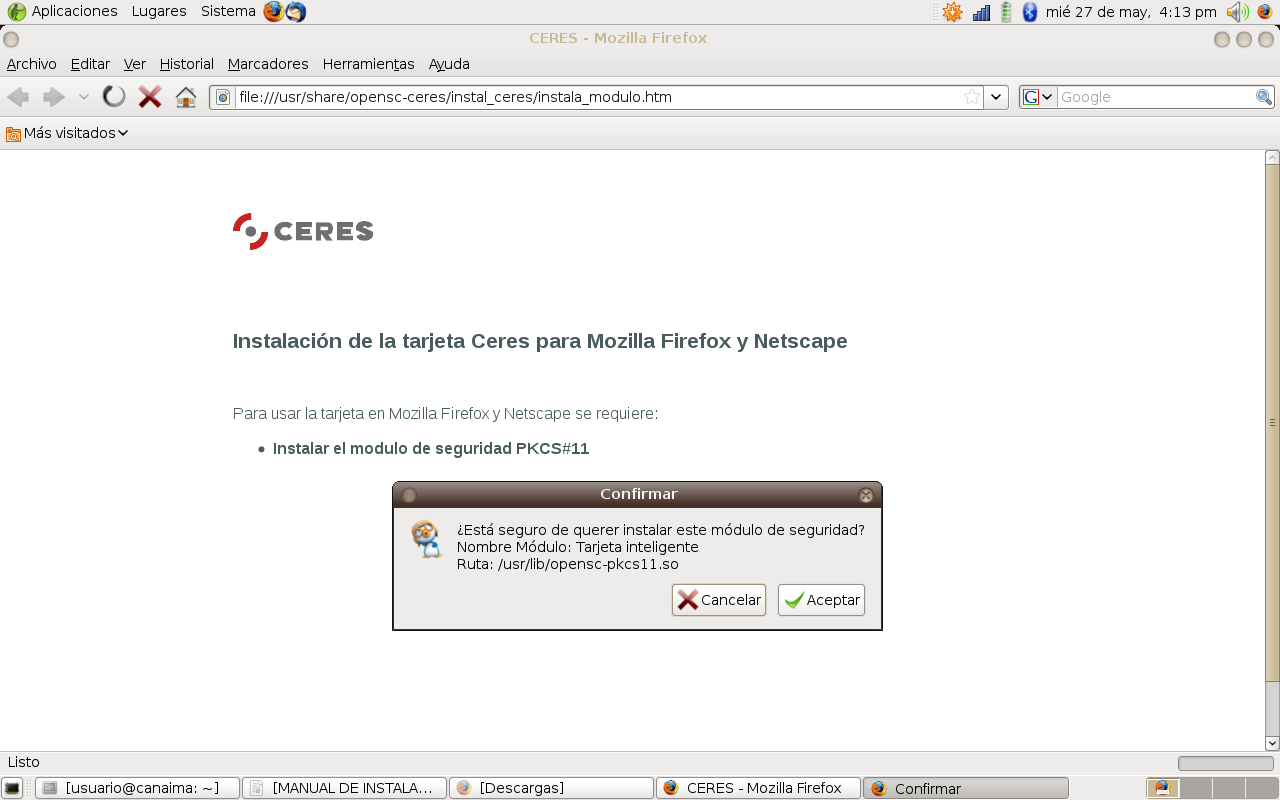 Aplicaciones Lugares Sistema mié 27 de may, 4:13 pm
CERES - Mozilla Firefox
Archivo Editar Ver Historial Marcadores Herramientas Ayuda
file:///usr/share/opensc-ceres/instal_ceres/instala_modulo.htm G Google
Más visitados
CERES
Instalación de la tarjeta Ceres para Mozilla Firefox y Netscape
Para usar la tarjeta en Mozilla Firefox y Netscape se requiere:
• Instalar el modulo de seguridad PKCS#11
Confirmar
¿Está seguro de querer instalar este módulo de seguridad?
Nombre Módulo: Tarjeta inteligente
Ruta: /usr/lib/opensc-pkcs11.so
Cancelar Aceptar
Listo
[usuario@canaima: ~] [MANUAL DE INSTALA... [Descargas] CERES - Mozilla Firefox Confirmar